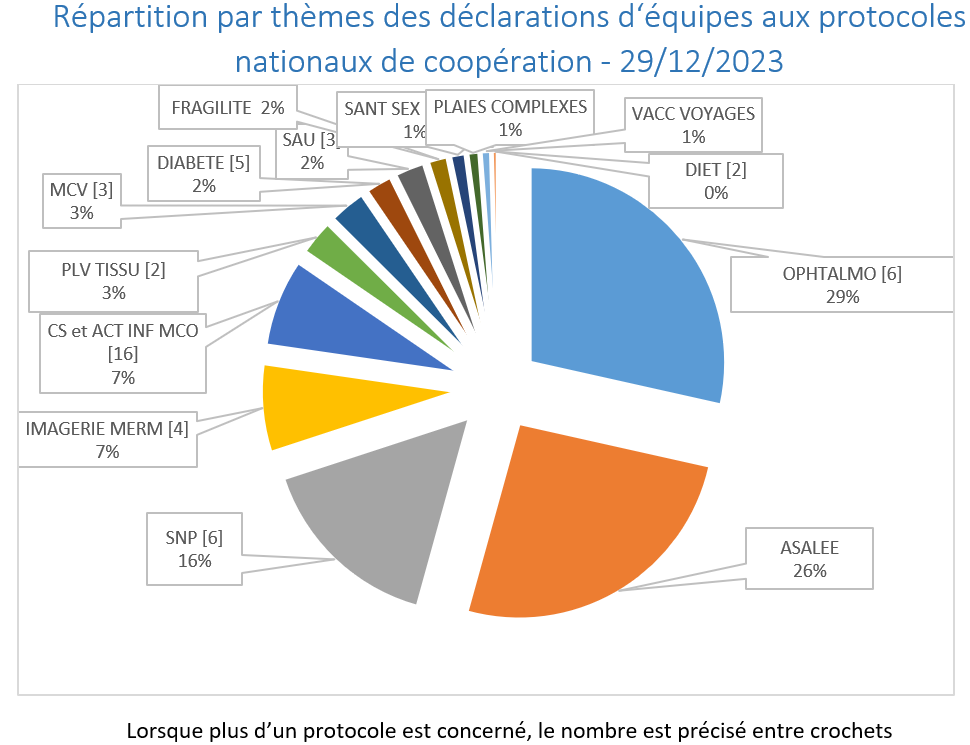 Répartition par thèmes des déclarations d‘équipes aux protocoles
nationaux de coopération - 29/12/2023
FRAGILITE 2%
SANT SEX
1%
PLAIES COMPLEXES
1%
VACC VOYAGES
1%
SAU [3]
2%
DIABETE [5]
2%
DIET [2]
0%
MCV [3]
3%
PLV TISSU [2]
3%
OPHTALMO [6]
29%
CS et ACT INF MCO
[16]
7%
IMAGERIE MERM [4]
7%
SNP [6]
16%
ASALEE
26%
Lorsque plus d’un protocole est concerné, le nombre est précisé entre crochets